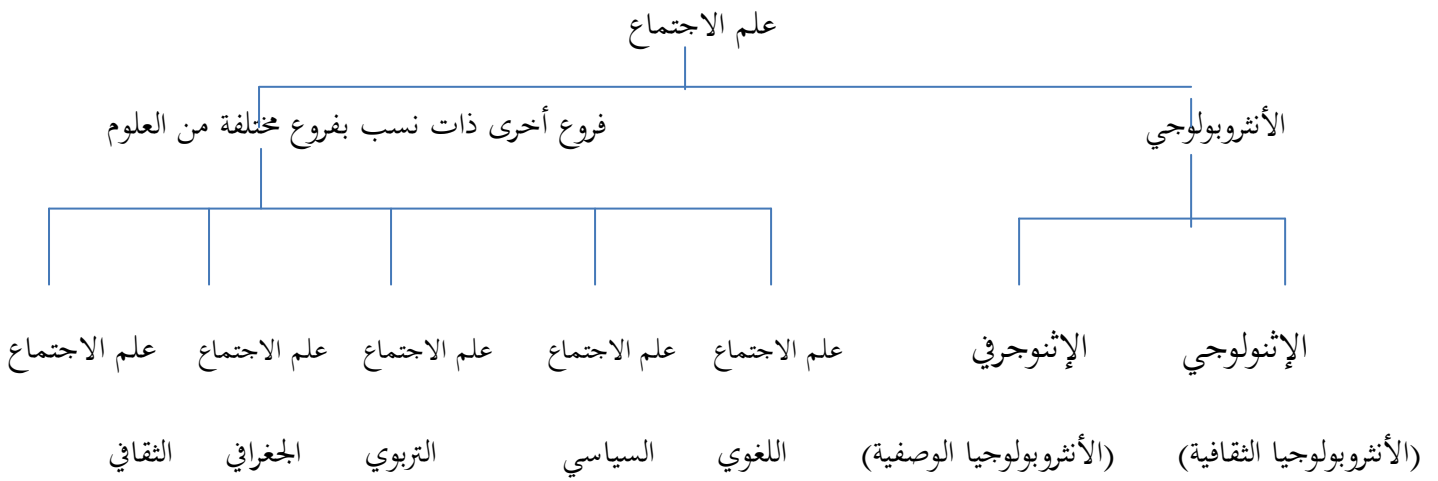 علم الاجتماع
الأنثروبولوجي فروع أخرى ذات نسب بفروع مختلفة من العلوم
الإثنولوجي الإثنوجرفي علم الاجتماع علم الاجتماع علم الاجتماع علم الاجتماع علم الاجتماع
(الأنثروبولوجيا الثقافية) (الأنثروبولوجيا الوصفية) اللغوي السياسي التربوي الجغرافي الثقافي